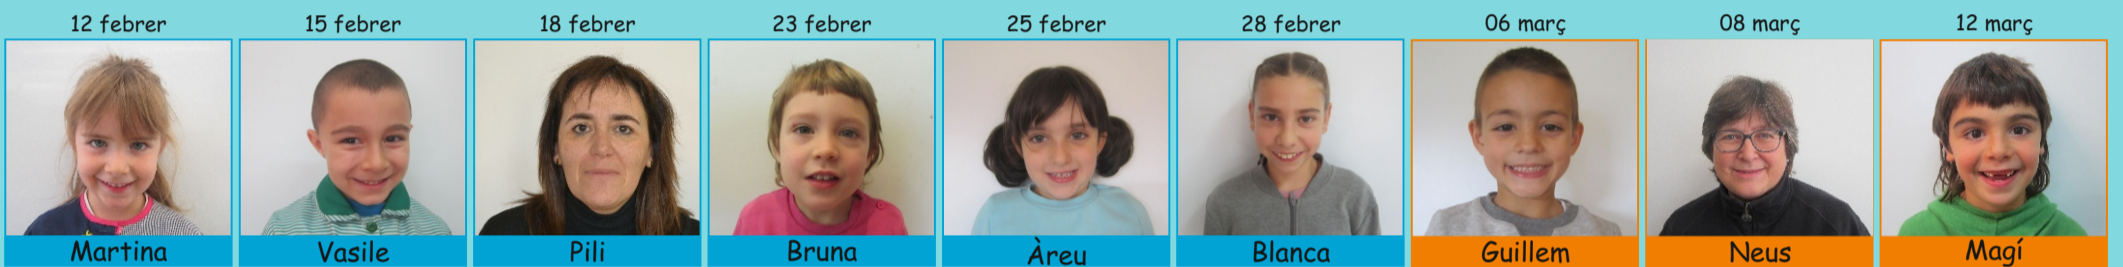 12 febrer
15 febrer
18 febrer
23 febrer
25 febrer
28 febrer
06 març
08 març
12 març
Martina
Vasile
Pili
Bruna
Àreu
Blanca
Guillem
Neus
Magí